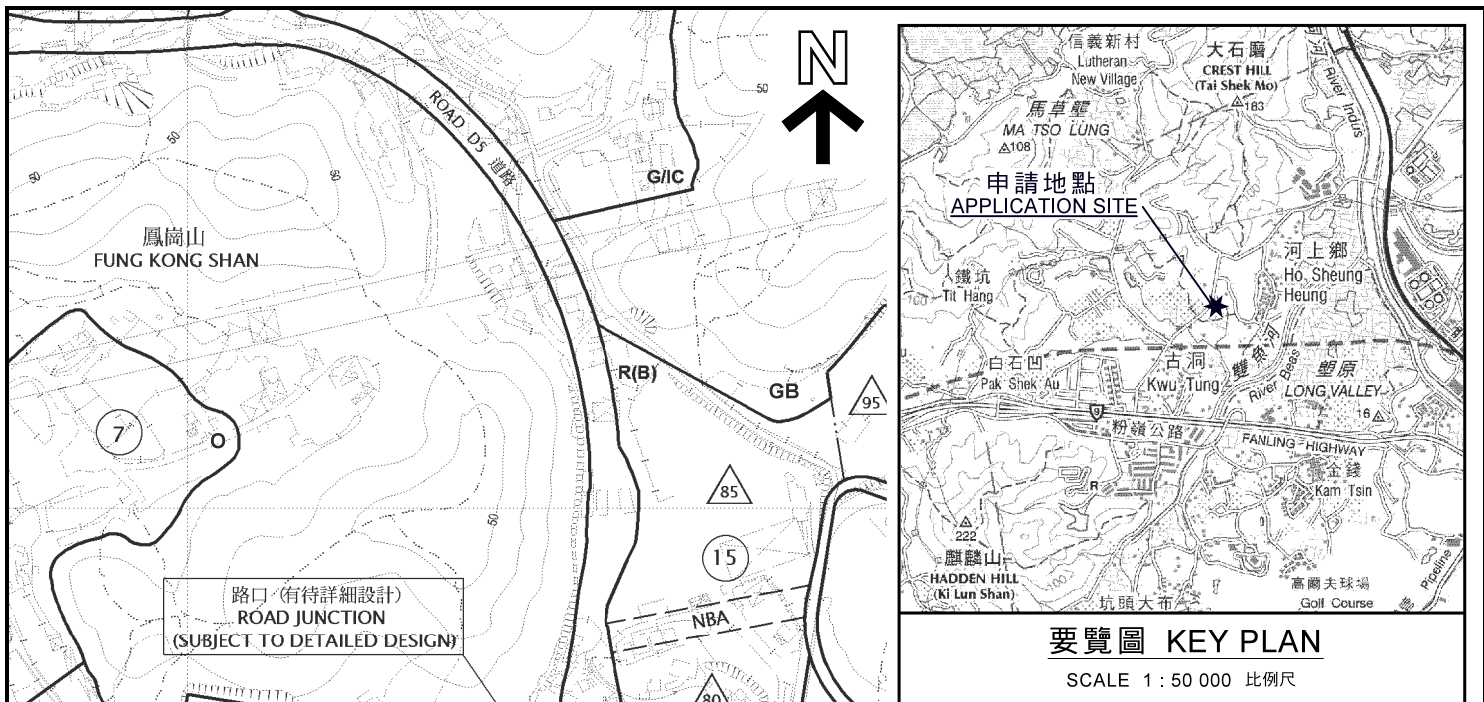 50
50
50
50
50
ROAD D5 道路
G/IC
鳳崗山
FUNG KONG SHAN
R(B)
GB
95
7
O
85
15
NBA
80
路口 (有待詳細設計)
ROAD JUNCTION
(SUBJECT TO DETAILED DESIGN)
N
信義新村
Lutheran
New Village
大石磨
CREST HILL
(Tai Shek Mo)
183
River Indus
馬草壟
MA TSO LUNG
108
申請地點
APPLICATION SITE
河上鄉
Ho Sheung
Heung
鐵坑
Tit Hang
白石凹
Pak Shek Au
古洞
Kwu Tung
雙魚河
River Beas
塱原
LONG VALLEY
16
9
粉嶺公路
FANLING HIGHWAY
金錢
Kam Tsin
R
222
麒麟山
HADDEN HILL
(Ki Lun Shan)
坑頭大布
高爾夫球場
Golf Course
Pipeline
要覽圖 KEY PLAN
SCALE 1 : 50 000 比例尺